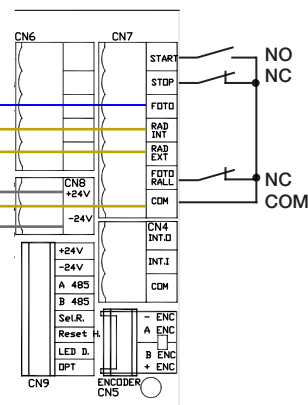 CN6
CN7
START
NO
STOP
NC
FOTO
RAD
INT
RAD
EXT
FOTO
RALL
NC
COM
COM
CN8
+24V
-24V
CN4
INT.O
INT.I
COM
+24V
-24V
A 485
B 485
Sel.R.
Reset H.
LED D.
OPT
CN9
- ENC
A ENC
B ENC
+ ENC
ENCODER
CN5